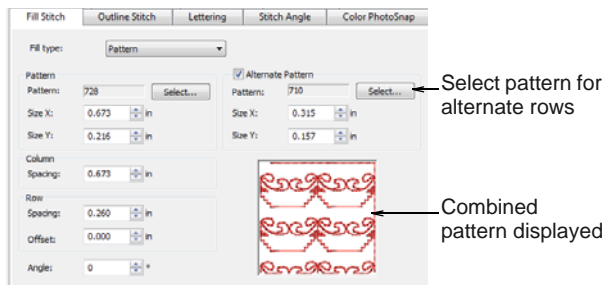 Fill Stitch Outline Stitch Lettering Stitch Angle Color PhotoSnap
Fill type: Pattern
Pattern
Pattern: 728 Select...
Size X: 0.673 in
Size Y: 0.216 in
Alternate Pattern
Pattern: 710 Select...
Size X: 0.315 in
Size Y: 0.157 in
Select pattern for
alternate rows
Column
Spacing: 0.673 in
Row
Spacing: 0.260 in
Offset: 0.000 in
Angle: 0 °
Combined
pattern displayed